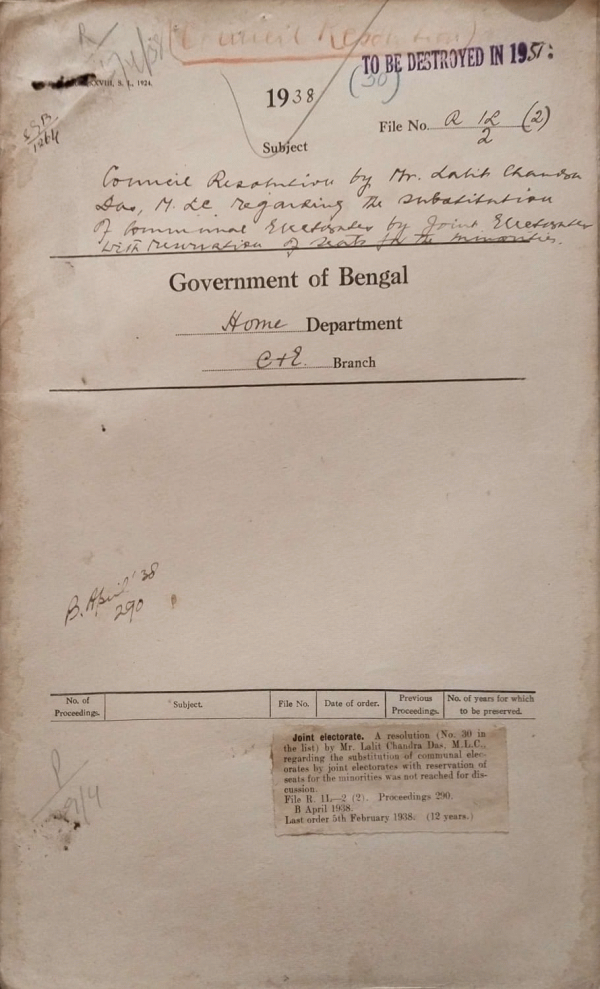 (Council Resolution)
TO BE DESTROYED IN 1951:
XXVIII, S. I., 1924.
(30)
1938
File No. R 1L/2 (2)
Subject
Council Resolution by Mr. Lalit Chandra
Das, M.LC regarding the substitution
of Communal Electorates by Joint Electorates
with reservation of seats for the minorities.
Government of Bengal
Home Department
C+E. Branch
B. April '38
290
No. of Proceedings. Subject. File No. Date of order. Previous Proceedings. No. of years for which to be preserved.
Joint electorate. A resolution (No. 30 in
the list) by Mr. Lalit Chandra Das, M.L.C.,
regarding the substitution of communal elec-
orates by joint electorates with reservation of
seats for the minorities was not reached for dis-
cussion.
File R. 1L—2 (2). Proceedings 290.
B April 1938.
Last order 5th February 1938. (12 years.)